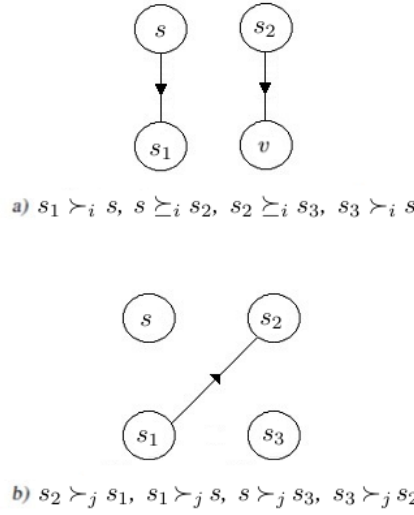 s s₂
s₁ v
a) s₁ ≻ᵢ s, s ⪰ᵢ s₂, s₂ ⪰ᵢ s₃, s₃ ≻ᵢ s
s s₂
s₁ s₃
b) s₂ ≻ⱼ s₁, s₁ ≻ⱼ s, s ≻ⱼ s₃, s₃ ≻ⱼ s₂